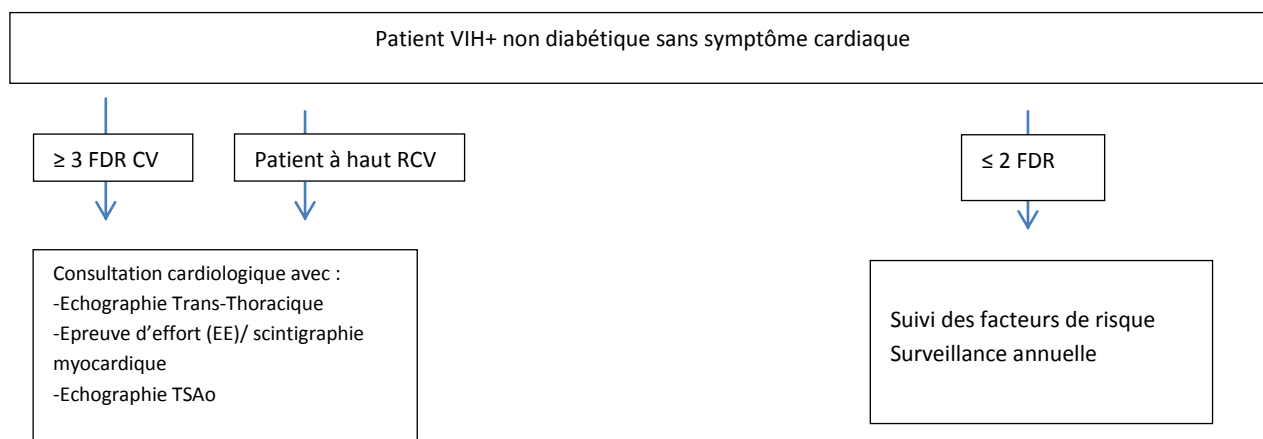 Patient VIH+ non diabétique sans symptôme cardiaque
≥ 3 FDR CV
Patient à haut RCV
≤ 2 FDR
Consultation cardiologique avec :
-Echographie Trans-Thoracique
-Epreuve d'effort (EE)/ scintigraphie
myocardique
-Echographie TSAo
Suivi des facteurs de risque
Surveillance annuelle